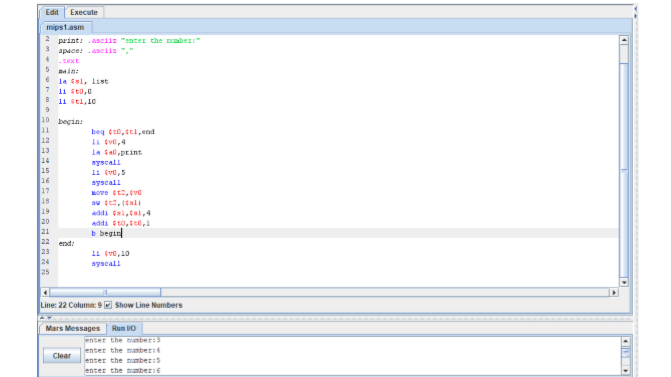 Edit Execute
mips1.asm
2 print: .asciiz "enter the number:"
3 space: .asciiz ","
4 .text
5 main:
6 la $s1, list
7 li $t0,0
8 li $t1,10
9
10 begin:
11 beq $t0,$t1,end
12 li $v0,4
13 la $a0,print
14 syscall
15 li $v0,5
16 syscall
17 move $t2,$v0
18 sw $t2,($s1)
19 addi $s1,$s1,4
20 addi $t0,$t0,1
21 b begin
22 end:
23 li $v0,10
24 syscall
25
Line: 22 Column: 9 Show Line Numbers
Mars Messages Run I/O
Clear
enter the number:3
enter the number:4
enter the number:5
enter the number:6